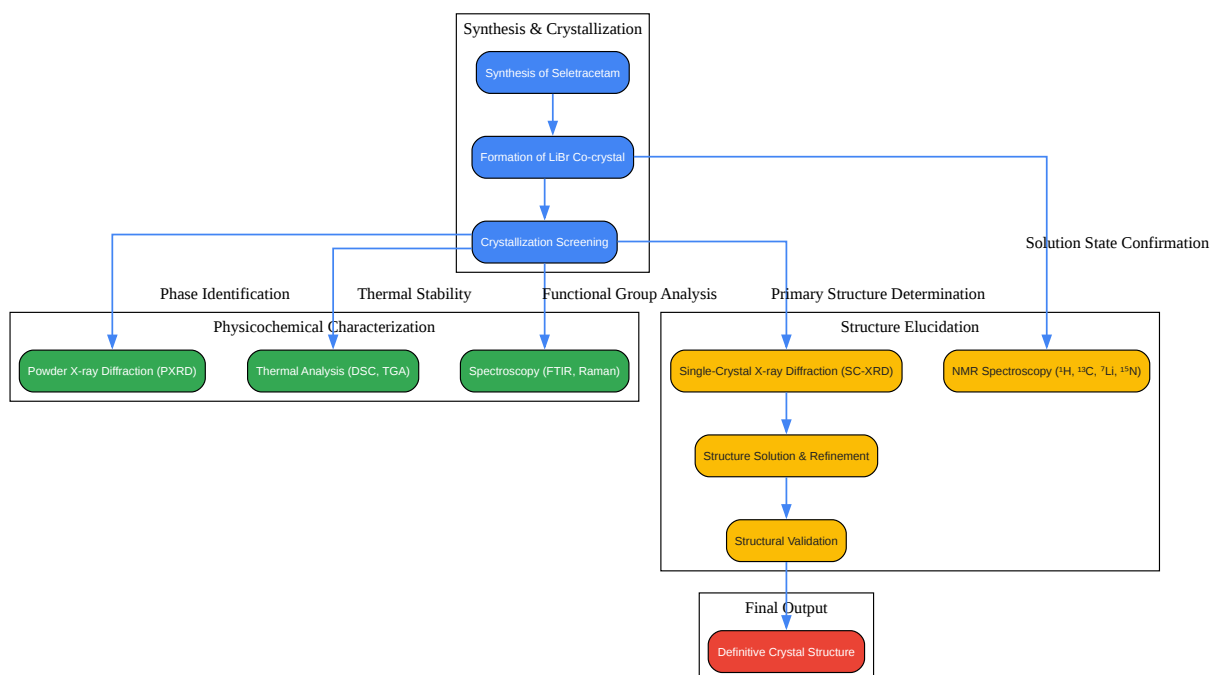 Synthesis & Crystallization
Synthesis of Seletracetam
Formation of LiBr Co-crystal
Crystallization Screening
Solution State Confirmation
Phase Identification
Thermal Stability
Functional Group Analysis
Primary Structure Determination
Physicochemical Characterization
Structure Elucidation
Powder X-ray Diffraction (PXRD)
Thermal Analysis (DSC, TGA)
Spectroscopy (FTIR, Raman)
Single-Crystal X-ray Diffraction (SC-XRD)
NMR Spectroscopy (¹H, ¹³C, ⁷Li, ¹⁵N)
Structure Solution & Refinement
Structural Validation
Final Output
Definitive Crystal Structure